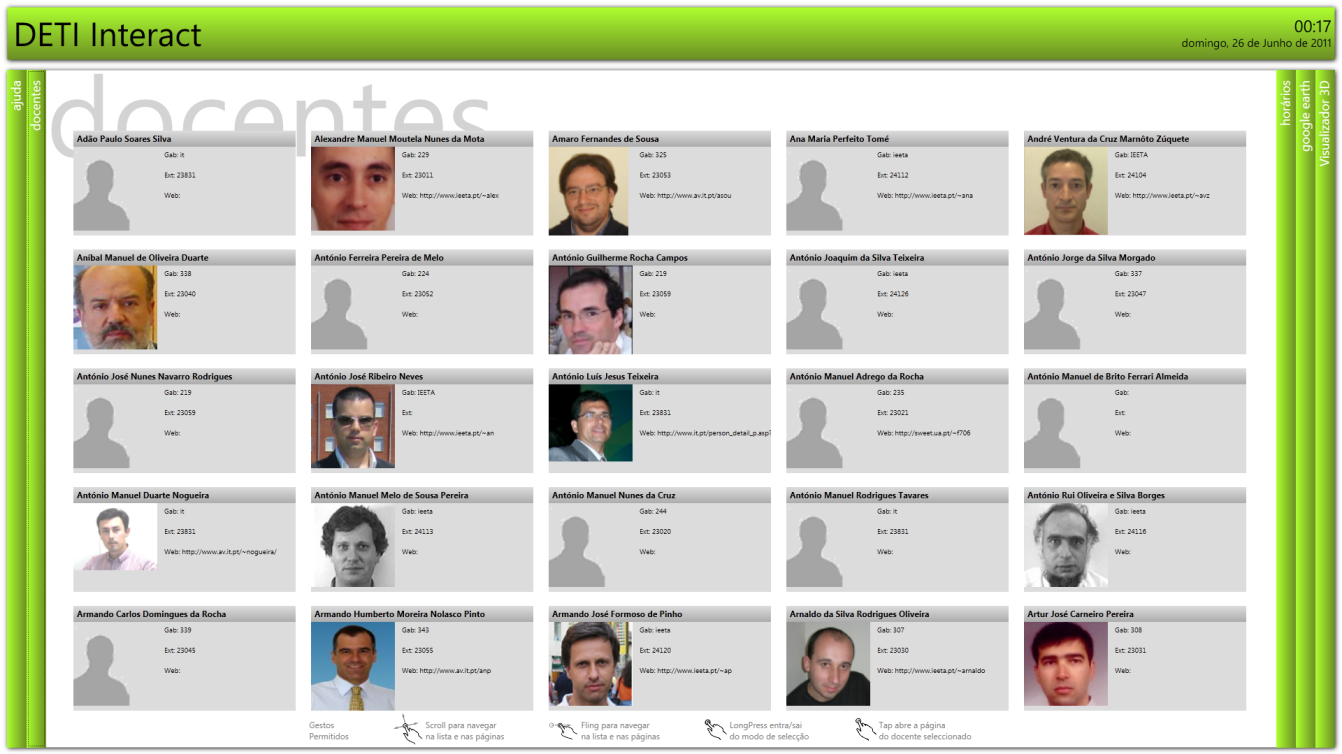 DETI Interact
00:17
domingo, 26 de Junho de 2011
ajuda
docentes
docentes
horários
google earth
Visualizador 3D
Adão Paulo Soares Silva
Gab: it
Ext: 23831
Web:
Alexandre Manuel Moutela Nunes da Mota
Gab: 229
Ext: 23011
Web: http://www.ieeta.pt/~alex
Amaro Fernandes de Sousa
Gab: 325
Ext: 23053
Web: http://www.av.it.pt/asou
Ana Maria Perfeito Tomé
Gab: ieeta
Ext: 24112
Web: http://www.ieeta.pt/~ana
André Ventura da Cruz Marnôto Zúquete
Gab: IEETA
Ext: 24104
Web: http://www.ieeta.pt/~avz
Aníbal Manuel de Oliveira Duarte
Gab: 338
Ext: 23040
Web:
António Ferreira Pereira de Melo
Gab: 224
Ext: 23052
Web:
António Guilherme Rocha Campos
Gab: 219
Ext: 23059
Web:
António Joaquim da Silva Teixeira
Gab: ieeta
Ext: 24126
Web:
António Jorge da Silva Morgado
Gab: 337
Ext: 23047
Web:
António José Nunes Navarro Rodrigues
Gab: 219
Ext: 23059
Web:
António José Ribeiro Neves
Gab: IEETA
Ext:
Web: http://www.ieeta.pt/~an
António Luís Jesus Teixeira
Gab: it
Ext: 23831
Web: http://www.it.pt/person_detail_p.asp?
António Manuel Adrego da Rocha
Gab: 235
Ext: 23021
Web: http://sweet.ua.pt/~f706
António Manuel de Brito Ferrari Almeida
Gab:
Ext:
Web:
António Manuel Duarte Nogueira
Gab: it
Ext: 23831
Web: http://www.av.it.pt/~nogueira/
António Manuel Melo de Sousa Pereira
Gab: ieeta
Ext: 24113
Web:
António Manuel Nunes da Cruz
Gab: 244
Ext: 23020
Web:
António Manuel Rodrigues Tavares
Gab: it
Ext: 23831
Web:
António Rui Oliveira e Silva Borges
Gab: ieeta
Ext: 24116
Web:
Armando Carlos Domingues da Rocha
Gab: 339
Ext: 23045
Web:
Armando Humberto Moreira Nolasco Pinto
Gab: 343
Ext: 23055
Web: http://www.av.it.pt/anp
Armando José Formoso de Pinho
Gab: ieeta
Ext: 24120
Web: http://www.ieeta.pt/~ap
Arnaldo da Silva Rodrigues Oliveira
Gab: 307
Ext: 23030
Web: http://www.ieeta.pt/~arnaldo
Artur José Carneiro Pereira
Gab: 308
Ext: 23031
Web:
Gestos
Permitidos
Scroll para navegar
na lista e nas páginas
Fling para navegar
na lista e nas páginas
LongPress entra/sai
do modo de selecção
Tap abre a página
do docente seleccionado